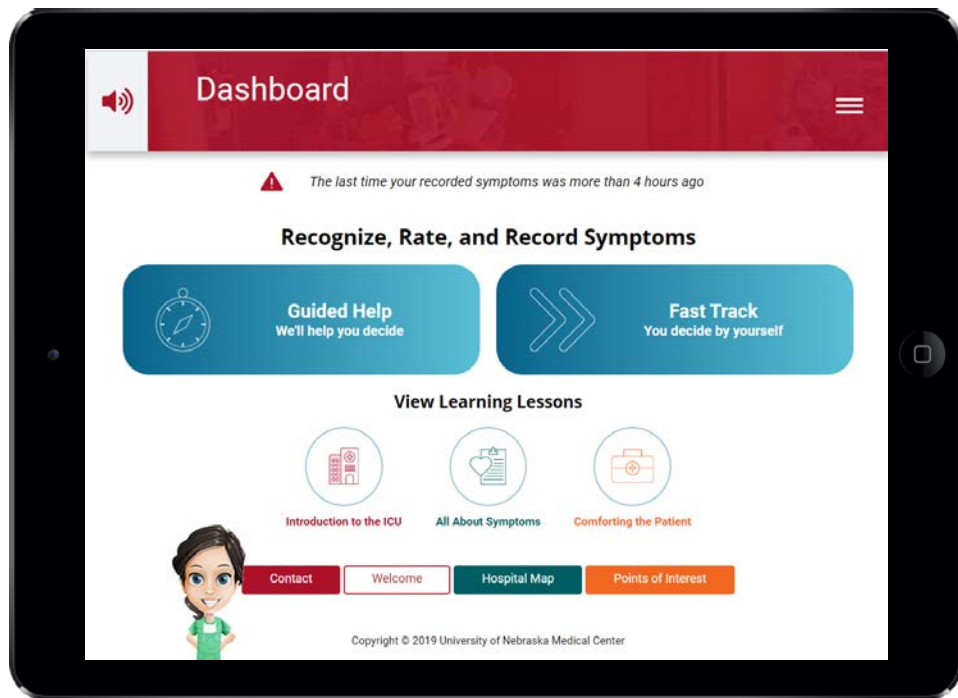 Dashboard
The last time your recorded symptoms was more than 4 hours ago
Recognize, Rate, and Record Symptoms
Guided Help
We'll help you decide
Fast Track
You decide by yourself
View Learning Lessons
Introduction to the ICU
All About Symptoms
Comforting the Patient
Contact
Welcome
Hospital Map
Points of Interest
Copyright © 2019 University of Nebraska Medical Center